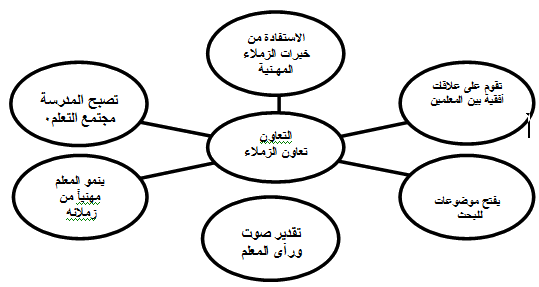 الاستفادة من
خبرات الزملاء
المهنية
تقوم على علاقات
أفقية بين المعلمين
تصبح المدرسة
مجتمع التعلم.
التعاون
تعاون الزملاء
ينمو المعلم
مهنياً من
زملائه
يفتح موضوعات
للبحث
تقدير صوت
ورأى المعلم